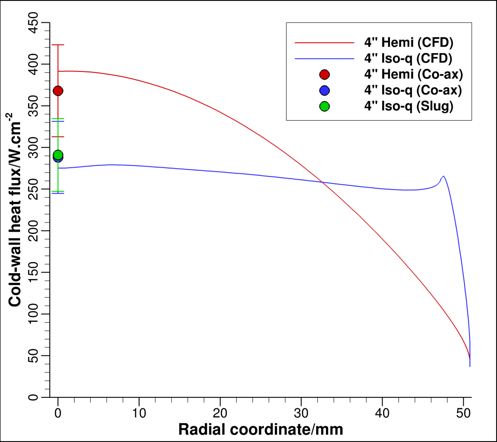 4" Hemi (CFD)
4" Iso-q (CFD)
4" Hemi (Co-ax)
4" Iso-q (Co-ax)
4" Iso-q (Slug)
Cold-wall heat flux/W.cm-2
450
400
350
300
250
200
150
100
50
0
0 10 20 30 40 50
Radial coordinate/mm